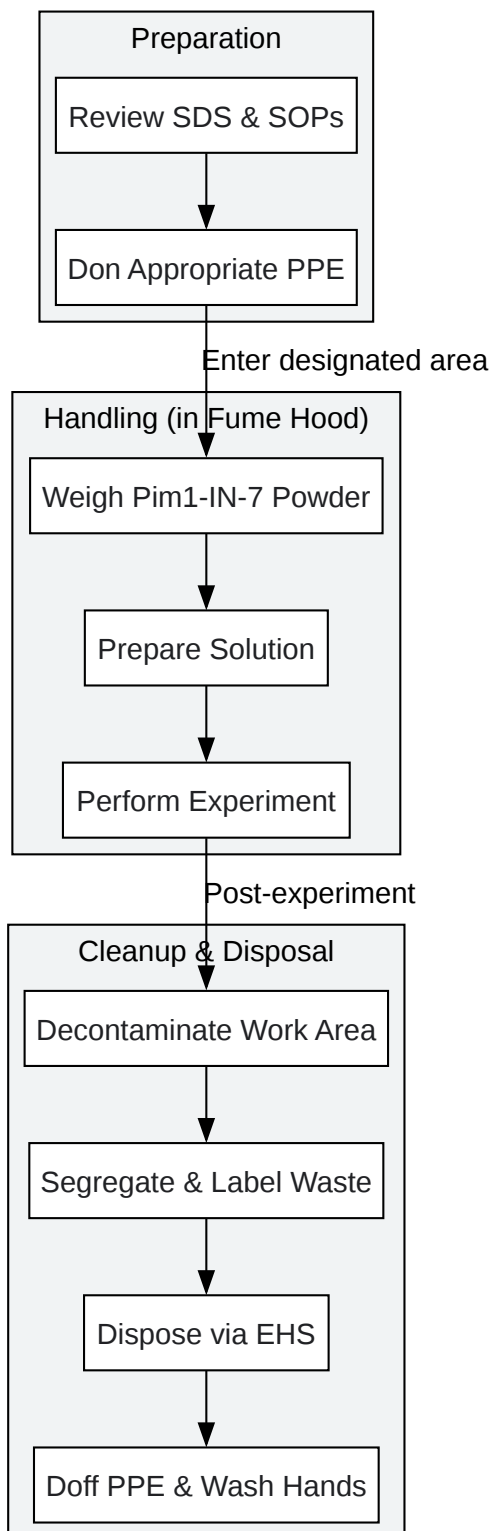 Preparation
Review SDS & SOPs
Don Appropriate PPE
Enter designated area
Handling (in Fume Hood)
Weigh Pim1-IN-7 Powder
Prepare Solution
Perform Experiment
Post-experiment
Cleanup & Disposal
Decontaminate Work Area
Segregate & Label Waste
Dispose via EHS
Doff PPE & Wash Hands